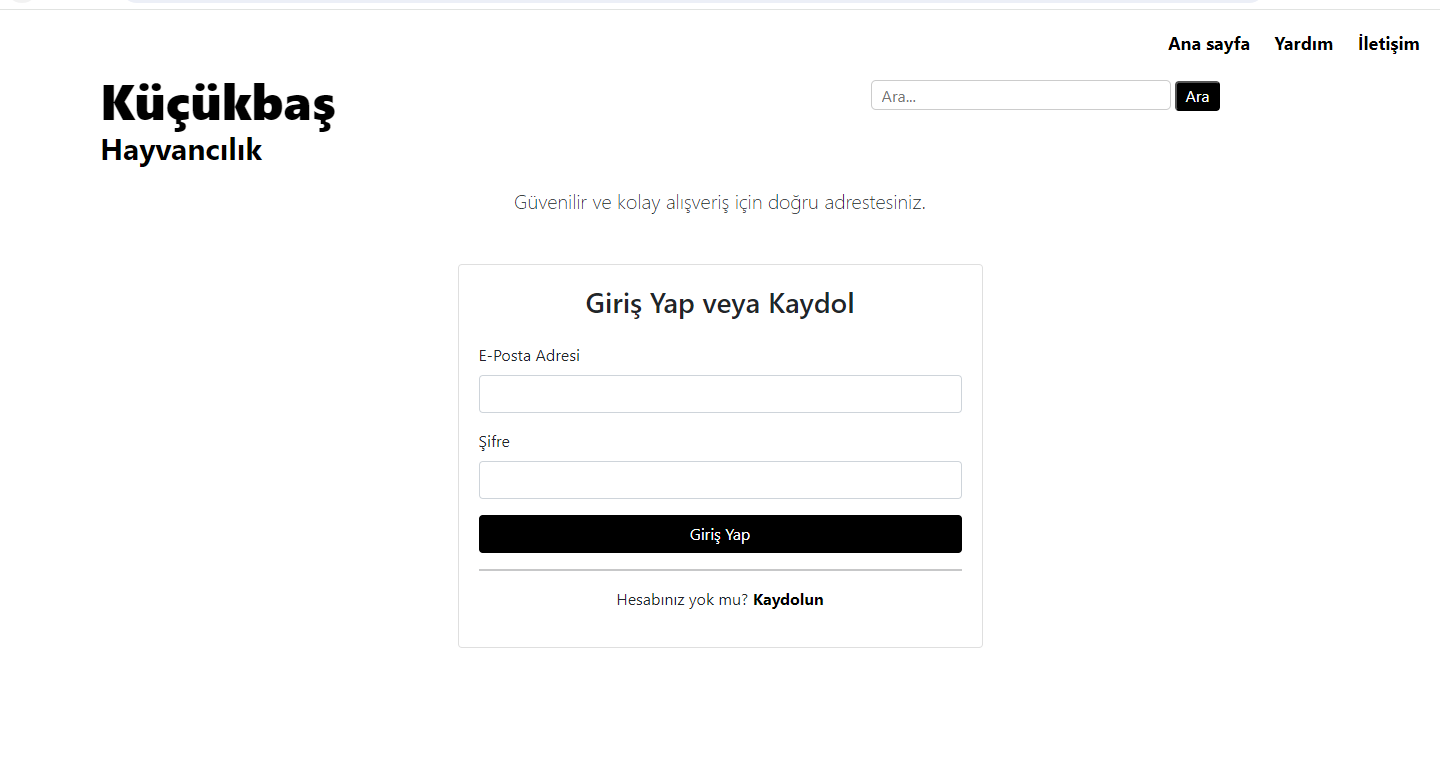 Ana sayfa Yardım İletişim
Küçükbaş
Ara... Ara
Hayvancılık
Güvenilir ve kolay alışveriş için doğru adrestesiniz.
Giriş Yap veya Kaydol
E-Posta Adresi
Şifre
Giriş Yap
Hesabınız yok mu? Kaydolun